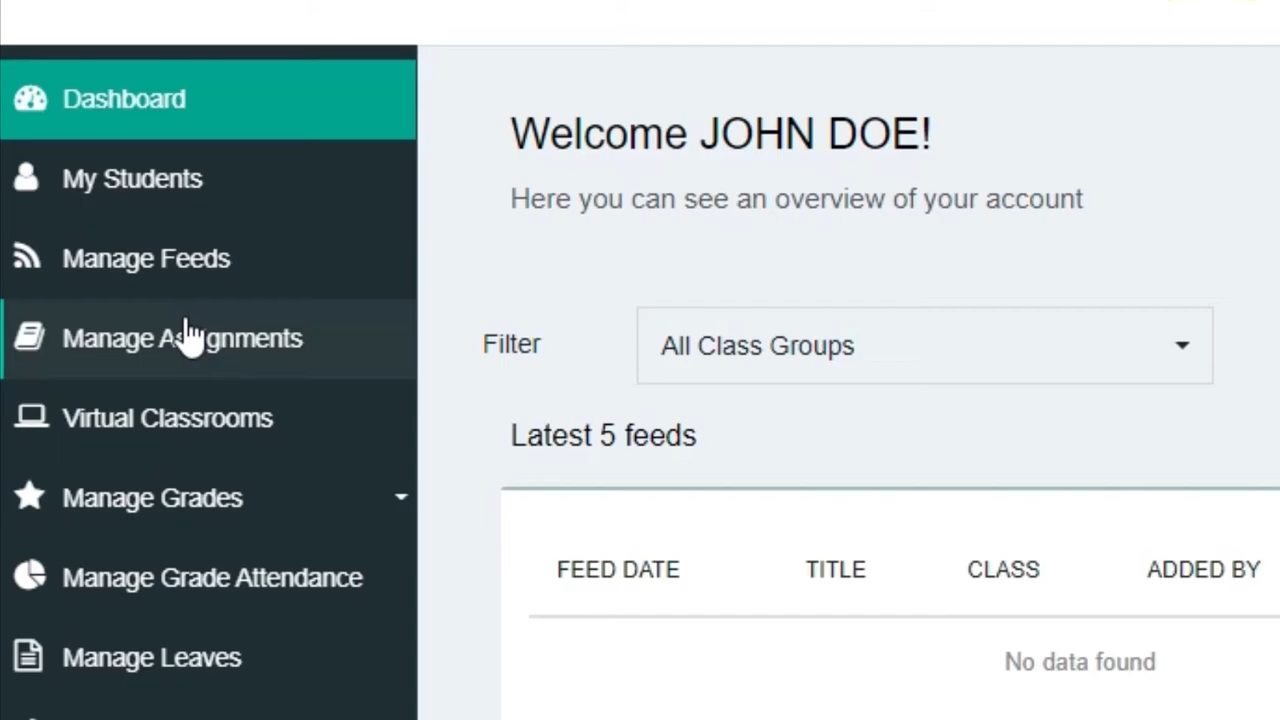 Dashboard
My Students
Manage Feeds
Manage Assignments
Virtual Classrooms
Manage Grades
Manage Grade Attendance
Manage Leaves
Welcome JOHN DOE!
Here you can see an overview of your account
Filter
All Class Groups
Latest 5 feeds
FEED DATE TITLE CLASS ADDED BY
No data found